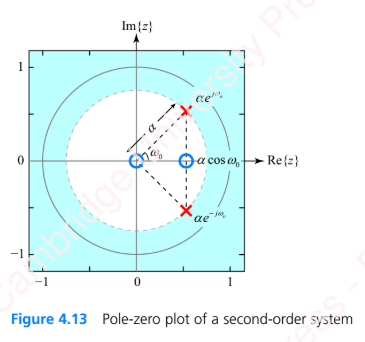 Im{z}
1
αe^{jω₀}
α
ω₀
0
α cos ω₀
Re{z}
αe^{-jω₀}
−1
−1
0
1
Figure 4.13 Pole-zero plot of a second-order system